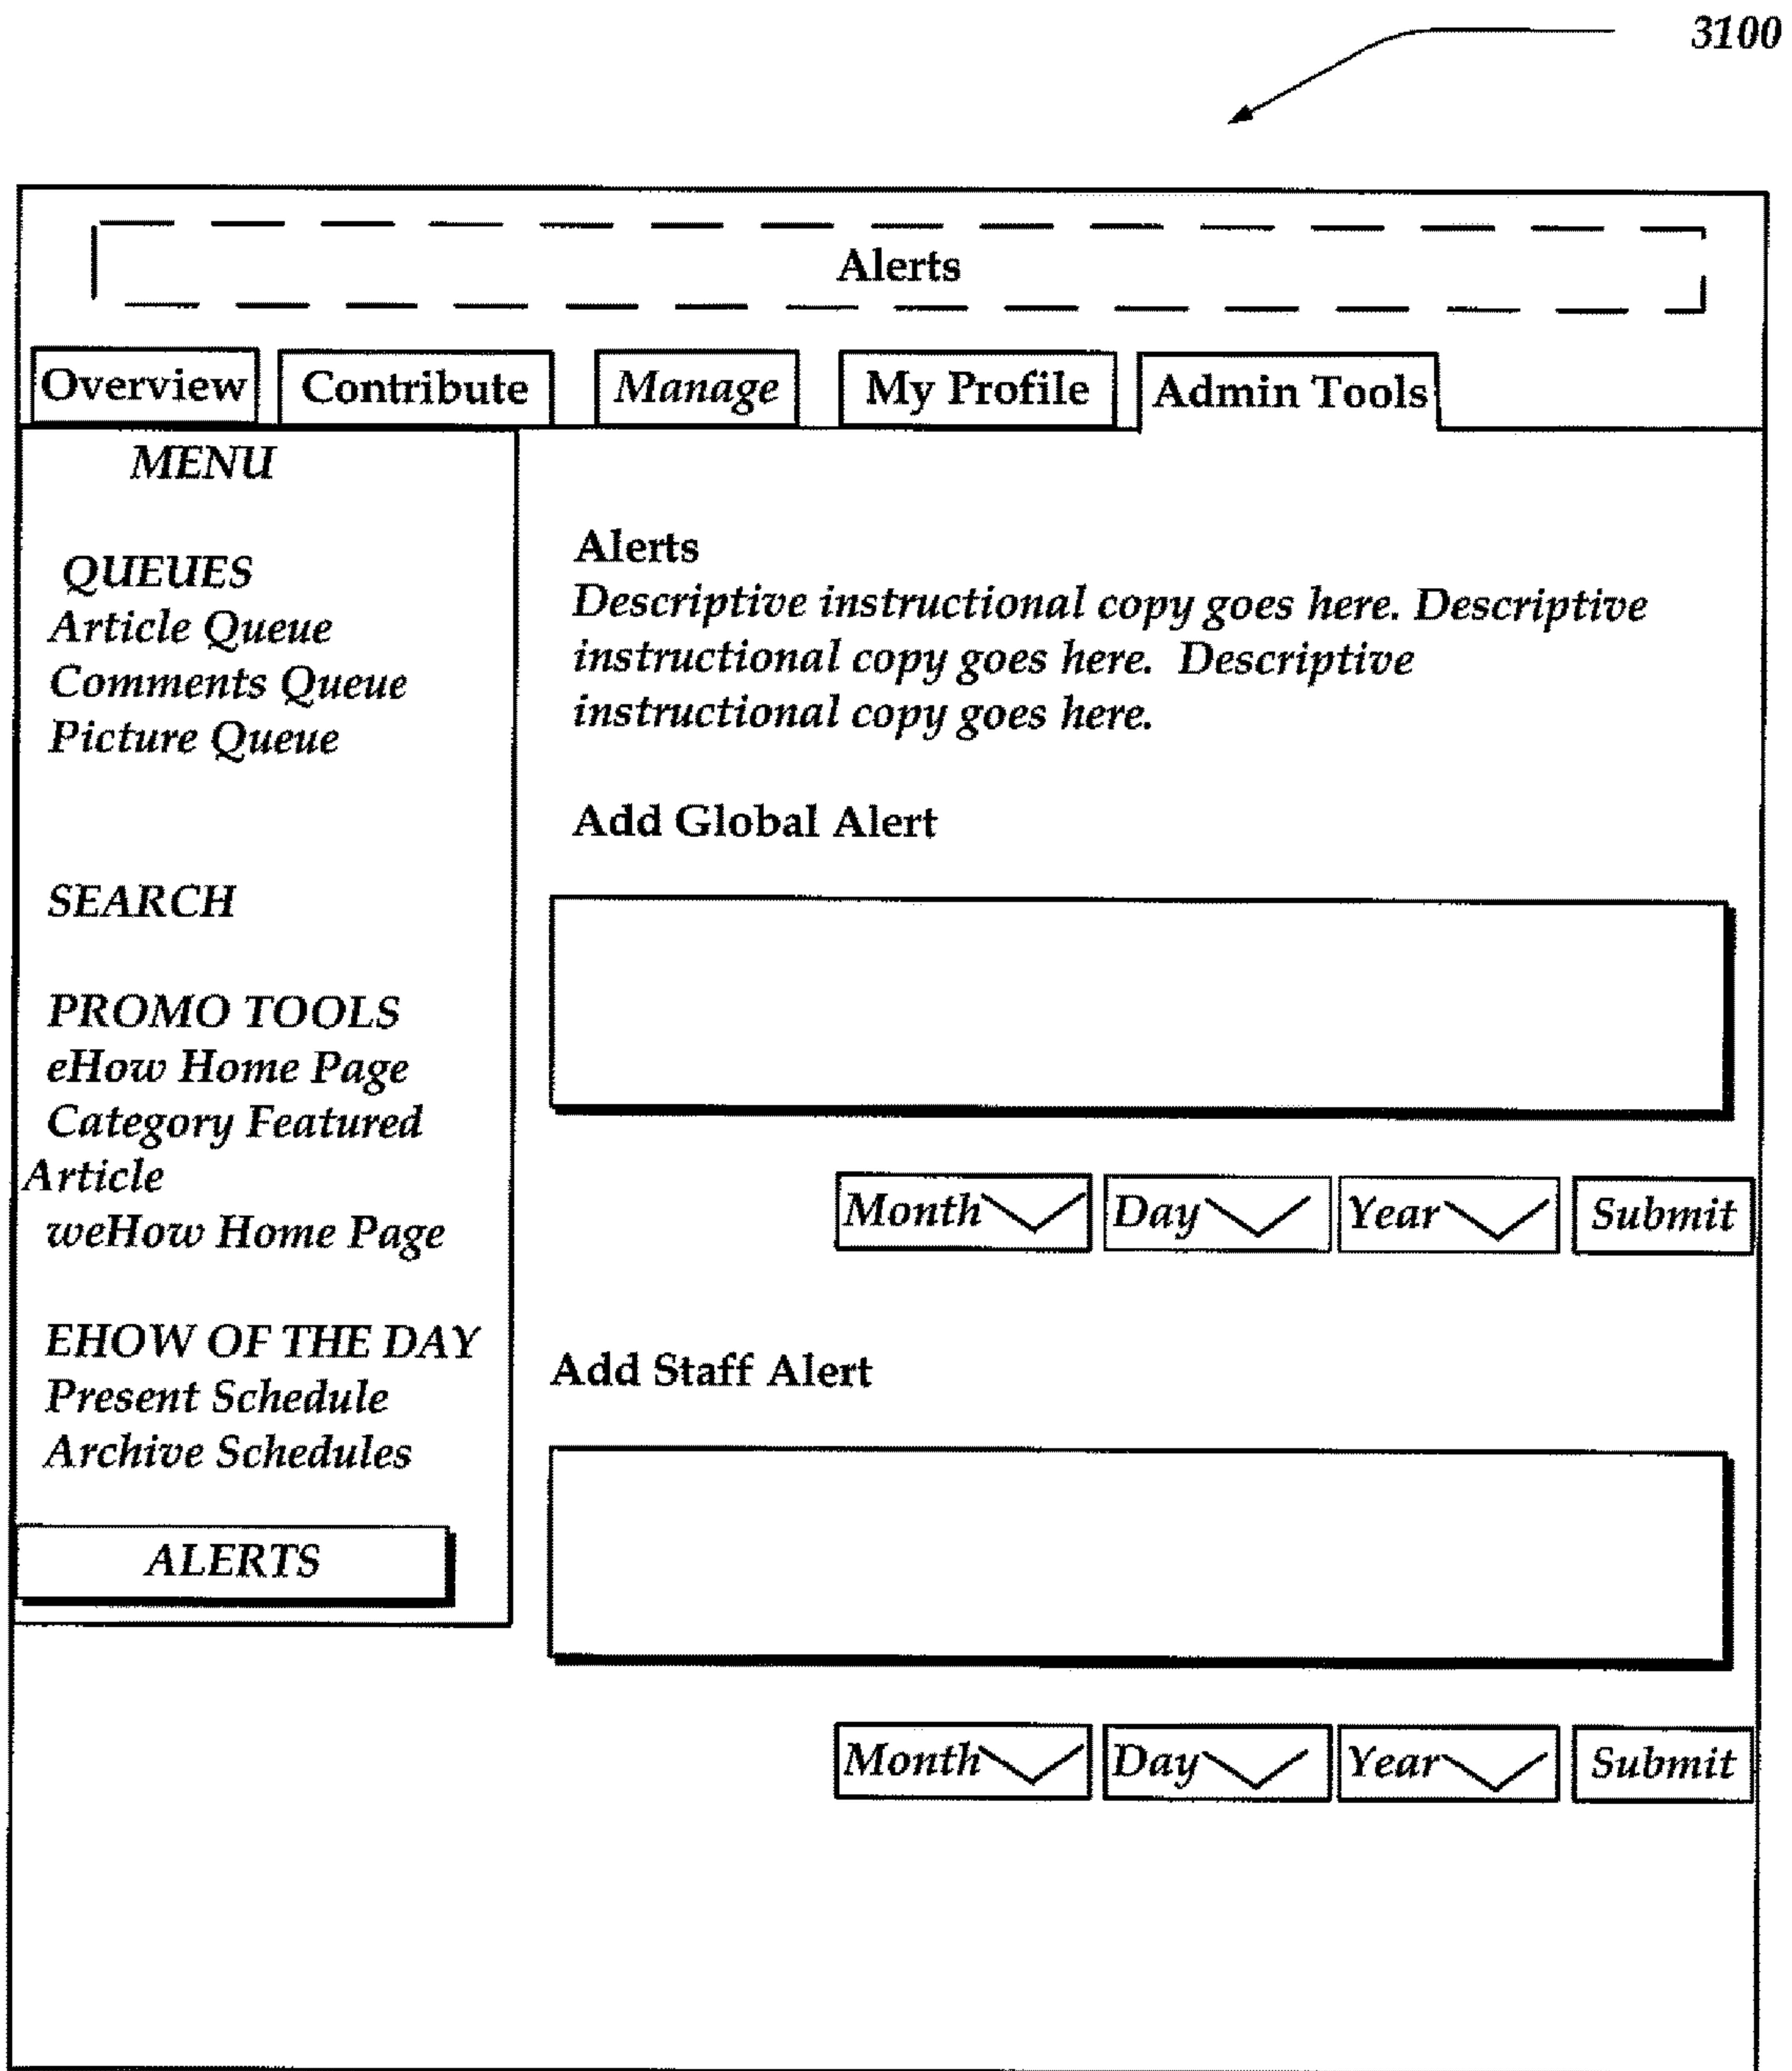 3100
Alerts
Overview Contribute Manage My Profile Admin Tools
MENU
QUEUES
Article Queue
Comments Queue
Picture Queue
SEARCH
PROMO TOOLS
eHow Home Page
Category Featured
Article
weHow Home Page
EHOW OF THE DAY
Present Schedule
Archive Schedules
ALERTS
Alerts
Descriptive instructional copy goes here. Descriptive
instructional copy goes here. Descriptive
instructional copy goes here.
Add Global Alert
Month Day Year Submit
Add Staff Alert
Month Day Year Submit